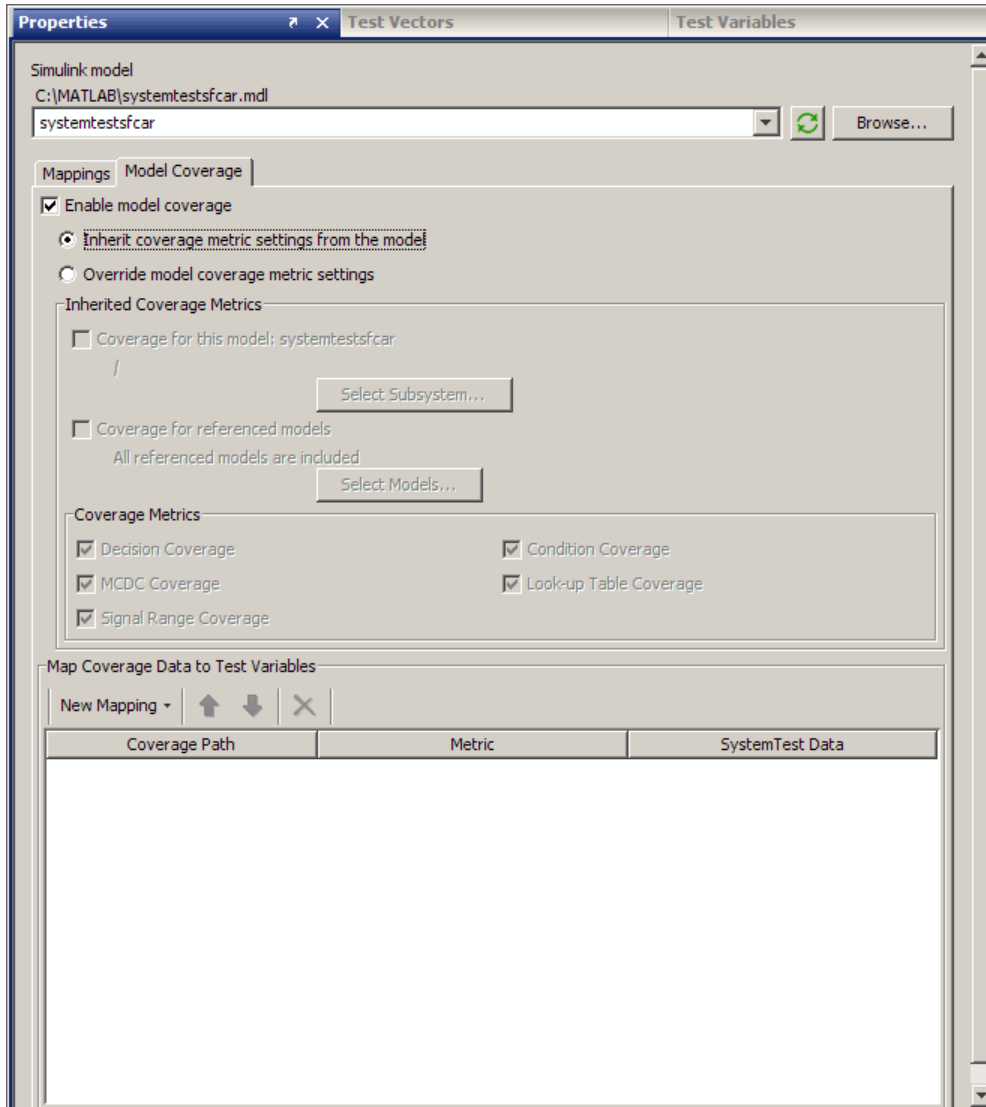 Properties
Test Vectors
Test Variables
Simulink model
C:\MATLAB\systemtestsfcar.mdl
systemtestsfcar
Browse...
Mappings
Model Coverage
Enable model coverage
Inherit coverage metric settings from the model
Override model coverage metric settings
Inherited Coverage Metrics
Coverage for this model: systemtestsfcar
/
Select Subsystem...
Coverage for referenced models
All referenced models are included
Select Models...
Coverage Metrics
Decision Coverage
Condition Coverage
MCDC Coverage
Look-up Table Coverage
Signal Range Coverage
Map Coverage Data to Test Variables
New Mapping
Coverage Path
Metric
SystemTest Data